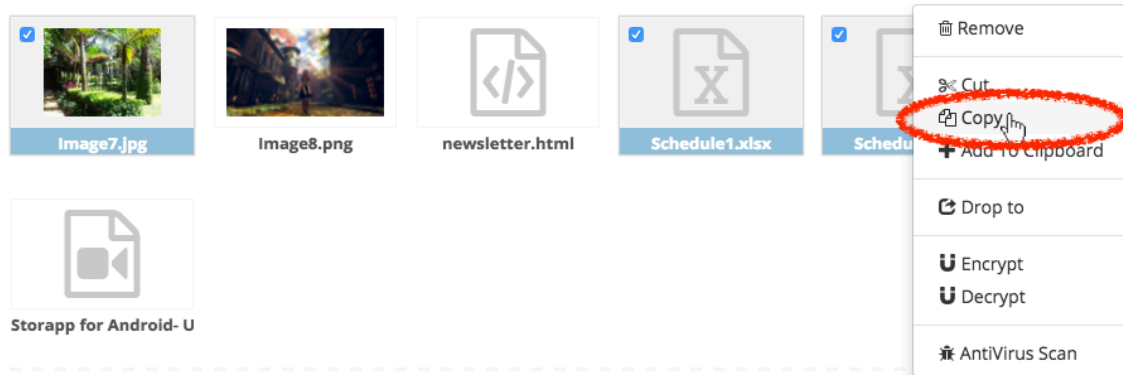 Image7.jpg
Image8.png
newsletter.html
Schedule1.xlsx
Schedu
Storapp for Android- U
Remove
Cut
Copy
Add To Clipboard
Drop to
Encrypt
Decrypt
AntiVirus Scan